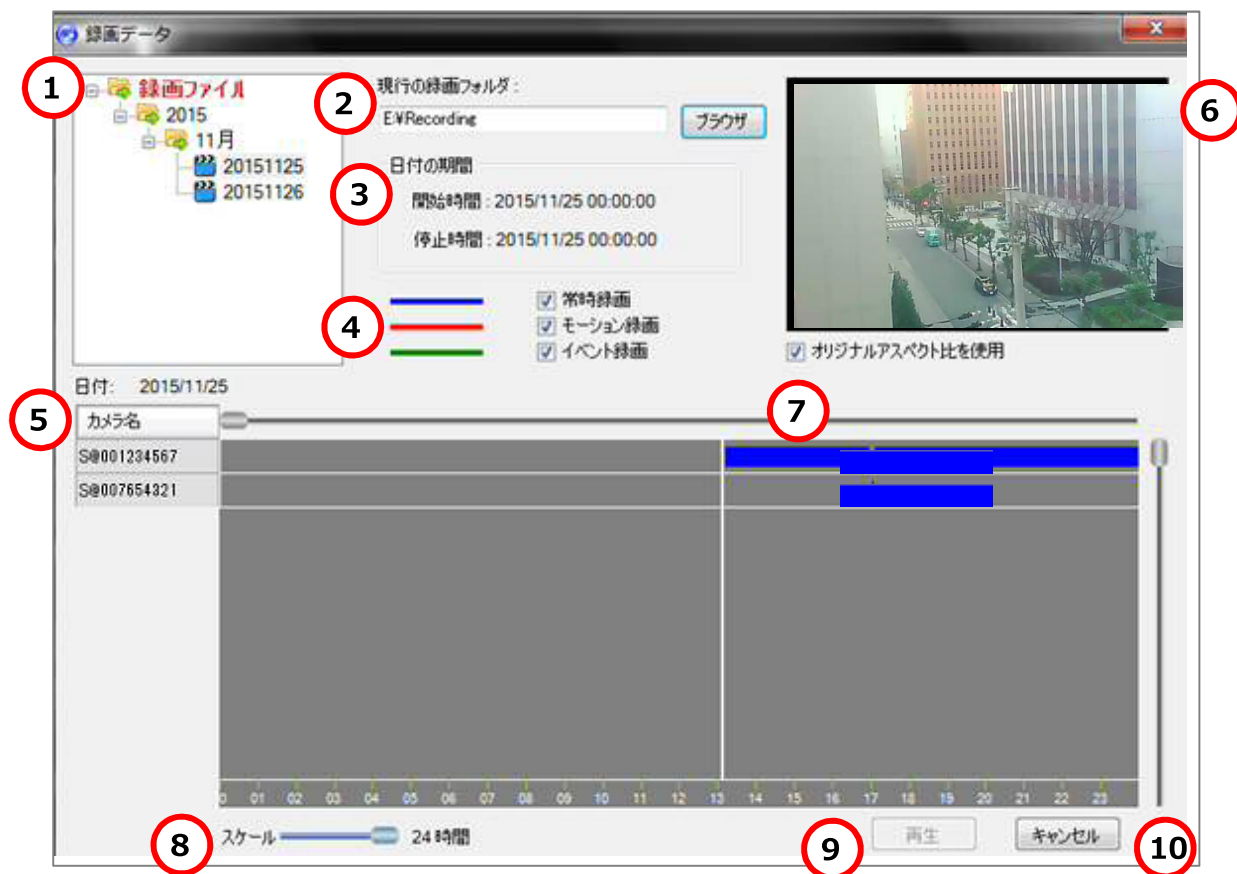 録画データ
1
録画ファイル
2015
11月
20151125
20151126
2
現行の録画フォルダ :
E:¥Recording
ブラウザ
3
日付の期間
開始時間 : 2015/11/25 00:00:00
停止時間 : 2015/11/25 00:00:00
4
常時録画
モーション録画
イベント録画
6
オリジナルアスペクト比を使用
日付: 2015/11/25
5
カメラ名
7
S@001234567
S@007654321
0 01 02 03 04 05 06 07 08 09 10 11 12 13 14 15 16 17 18 19 20 21 22 23
8
スケール
24 時間
9
再生
キャンセル
10